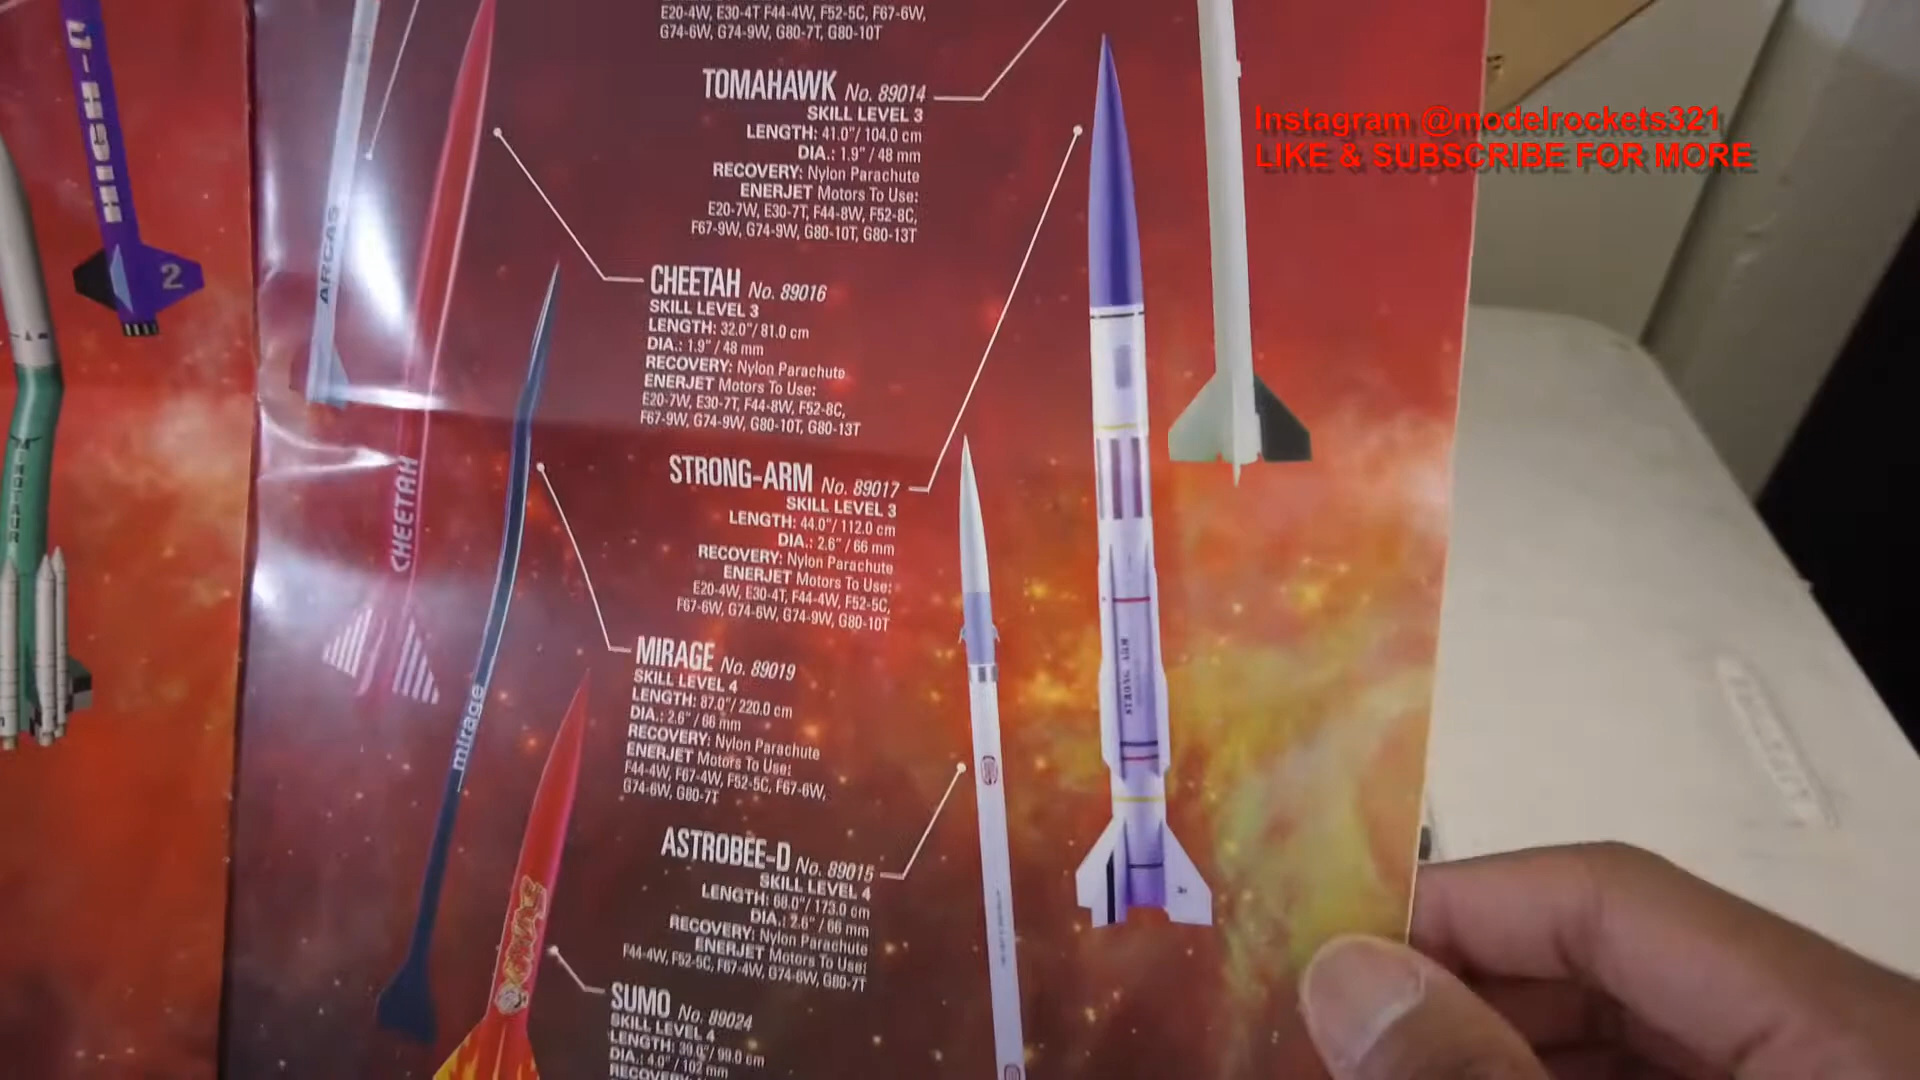 E20-4W, E30-4T F44-4W, F52-5C, F67-6W,
G74-6W, G74-9W, G80-7T, G80-10T
TOMAHAWK No. 89014
SKILL LEVEL 3
LENGTH: 41.0"/ 104.0 cm
DIA.: 1.9" / 48 mm
RECOVERY: Nylon Parachute
ENERJET Motors To Use:
E20-7W, E30-7T, F44-8W, F52-8C,
F67-9W, G74-9W, G80-10T, G80-13T
CHEETAH No. 89016
SKILL LEVEL 3
LENGTH: 32.0"/ 81.0 cm
DIA.: 1.9" / 48 mm
RECOVERY: Nylon Parachute
ENERJET Motors To Use:
E20-7W, E30-7T, F44-8W, F52-8C,
F67-9W, G74-9W, G80-10T, G80-13T
STRONG-ARM No. 89017
SKILL LEVEL 3
LENGTH: 44.0"/ 112.0 cm
DIA.: 2.6" / 66 mm
RECOVERY: Nylon Parachute
ENERJET Motors To Use:
E20-4W, E30-4T, F44-4W, F52-5C,
F67-6W, G74-6W, G74-9W, G80-10T
MIRAGE No. 89019
SKILL LEVEL 4
LENGTH: 87.0"/ 220.0 cm
DIA.: 2.6" / 66 mm
RECOVERY: Nylon Parachute
ENERJET Motors To Use:
F44-4W, F67-4W, F52-5C, F67-6W,
G74-6W, G80-7T
ASTROBEE-D No. 89015
SKILL LEVEL 4
LENGTH: 68.0"/ 173.0 cm
DIA.: 2.6" / 66 mm
RECOVERY: Nylon Parachute
ENERJET Motors To Use:
F44-4W, F52-5C, F67-4W, G74-6W, G80-7T
SUMO No. 89024
SKILL LEVEL 4
LENGTH: 39.0"/ 99.0 cm
DIA.: 4.0" / 102 mm
RECOVERY:
HIGH
2
ARCAS
CHEETAH
mirage
SUMO
STRONG ARM
Instagram @modelrockets321
LIKE & SUBSCRIBE FOR MORE